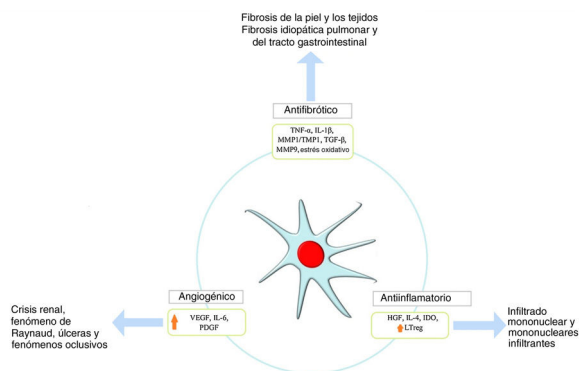 Fibrosis de la piel y los tejidos
Fibrosis idiopática pulmonar y
del tracto gastrointestinal
Antifibrótico
TNF-α, IL-1β,
MMP1/TMP1, TGF-β,
MMP9, estrés oxidativo
Angiogénico
VEGF, IL-6,
PDGF
Crisis renal,
fenómeno de
Raynaud, úlceras y
fenómenos oclusivos
Antiinflamatorio
HGF, IL-4, IDO,
LTreg
Infiltrado
mononuclear y
mononucleares
infiltrantes